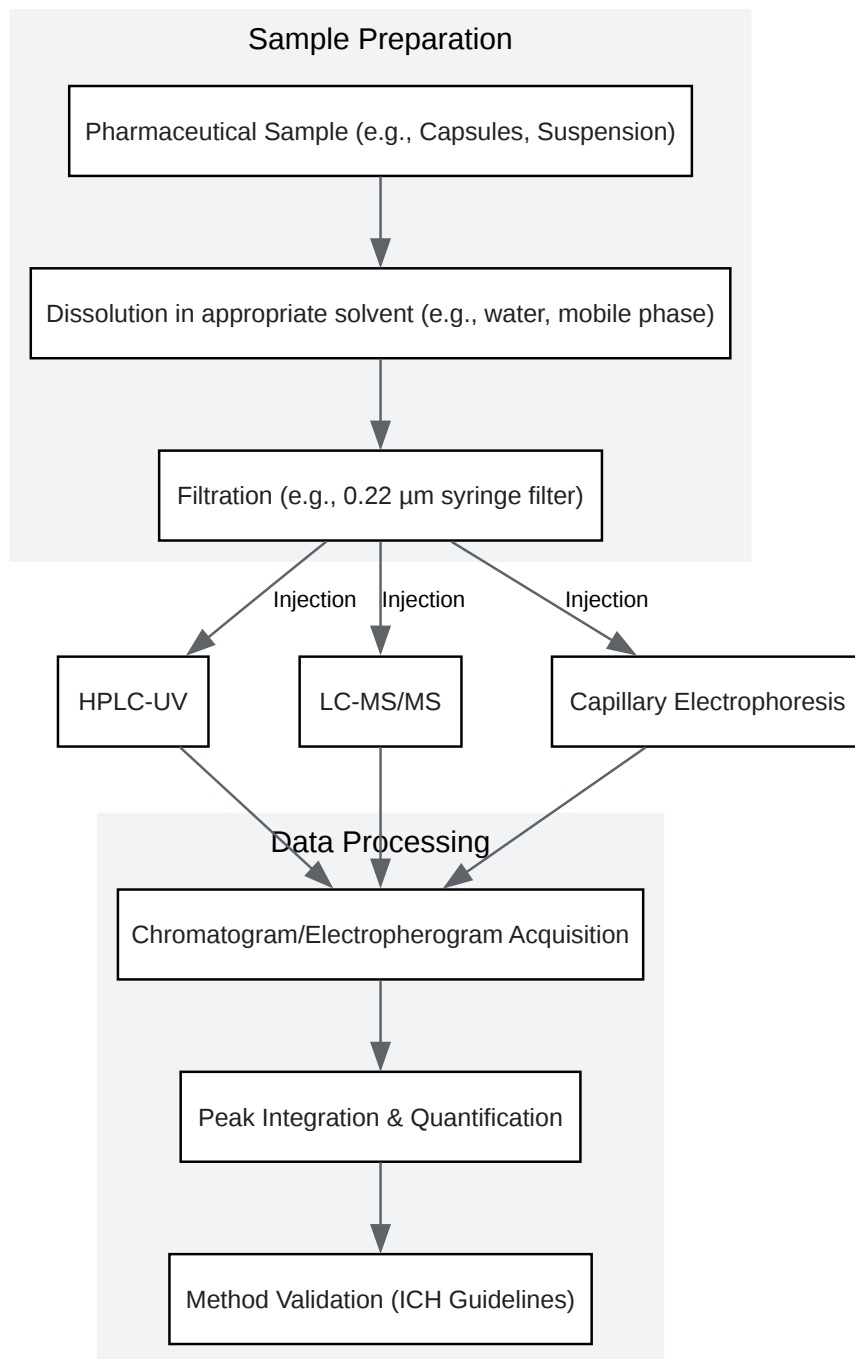 Sample Preparation
Pharmaceutical Sample (e.g., Capsules, Suspension)
Dissolution in appropriate solvent (e.g., water, mobile phase)
Filtration (e.g., 0.22 µm syringe filter)
Injection
Injection
Injection
HPLC-UV
LC-MS/MS
Capillary Electrophoresis
Data Processing
Chromatogram/Electropherogram Acquisition
Peak Integration & Quantification
Method Validation (ICH Guidelines)